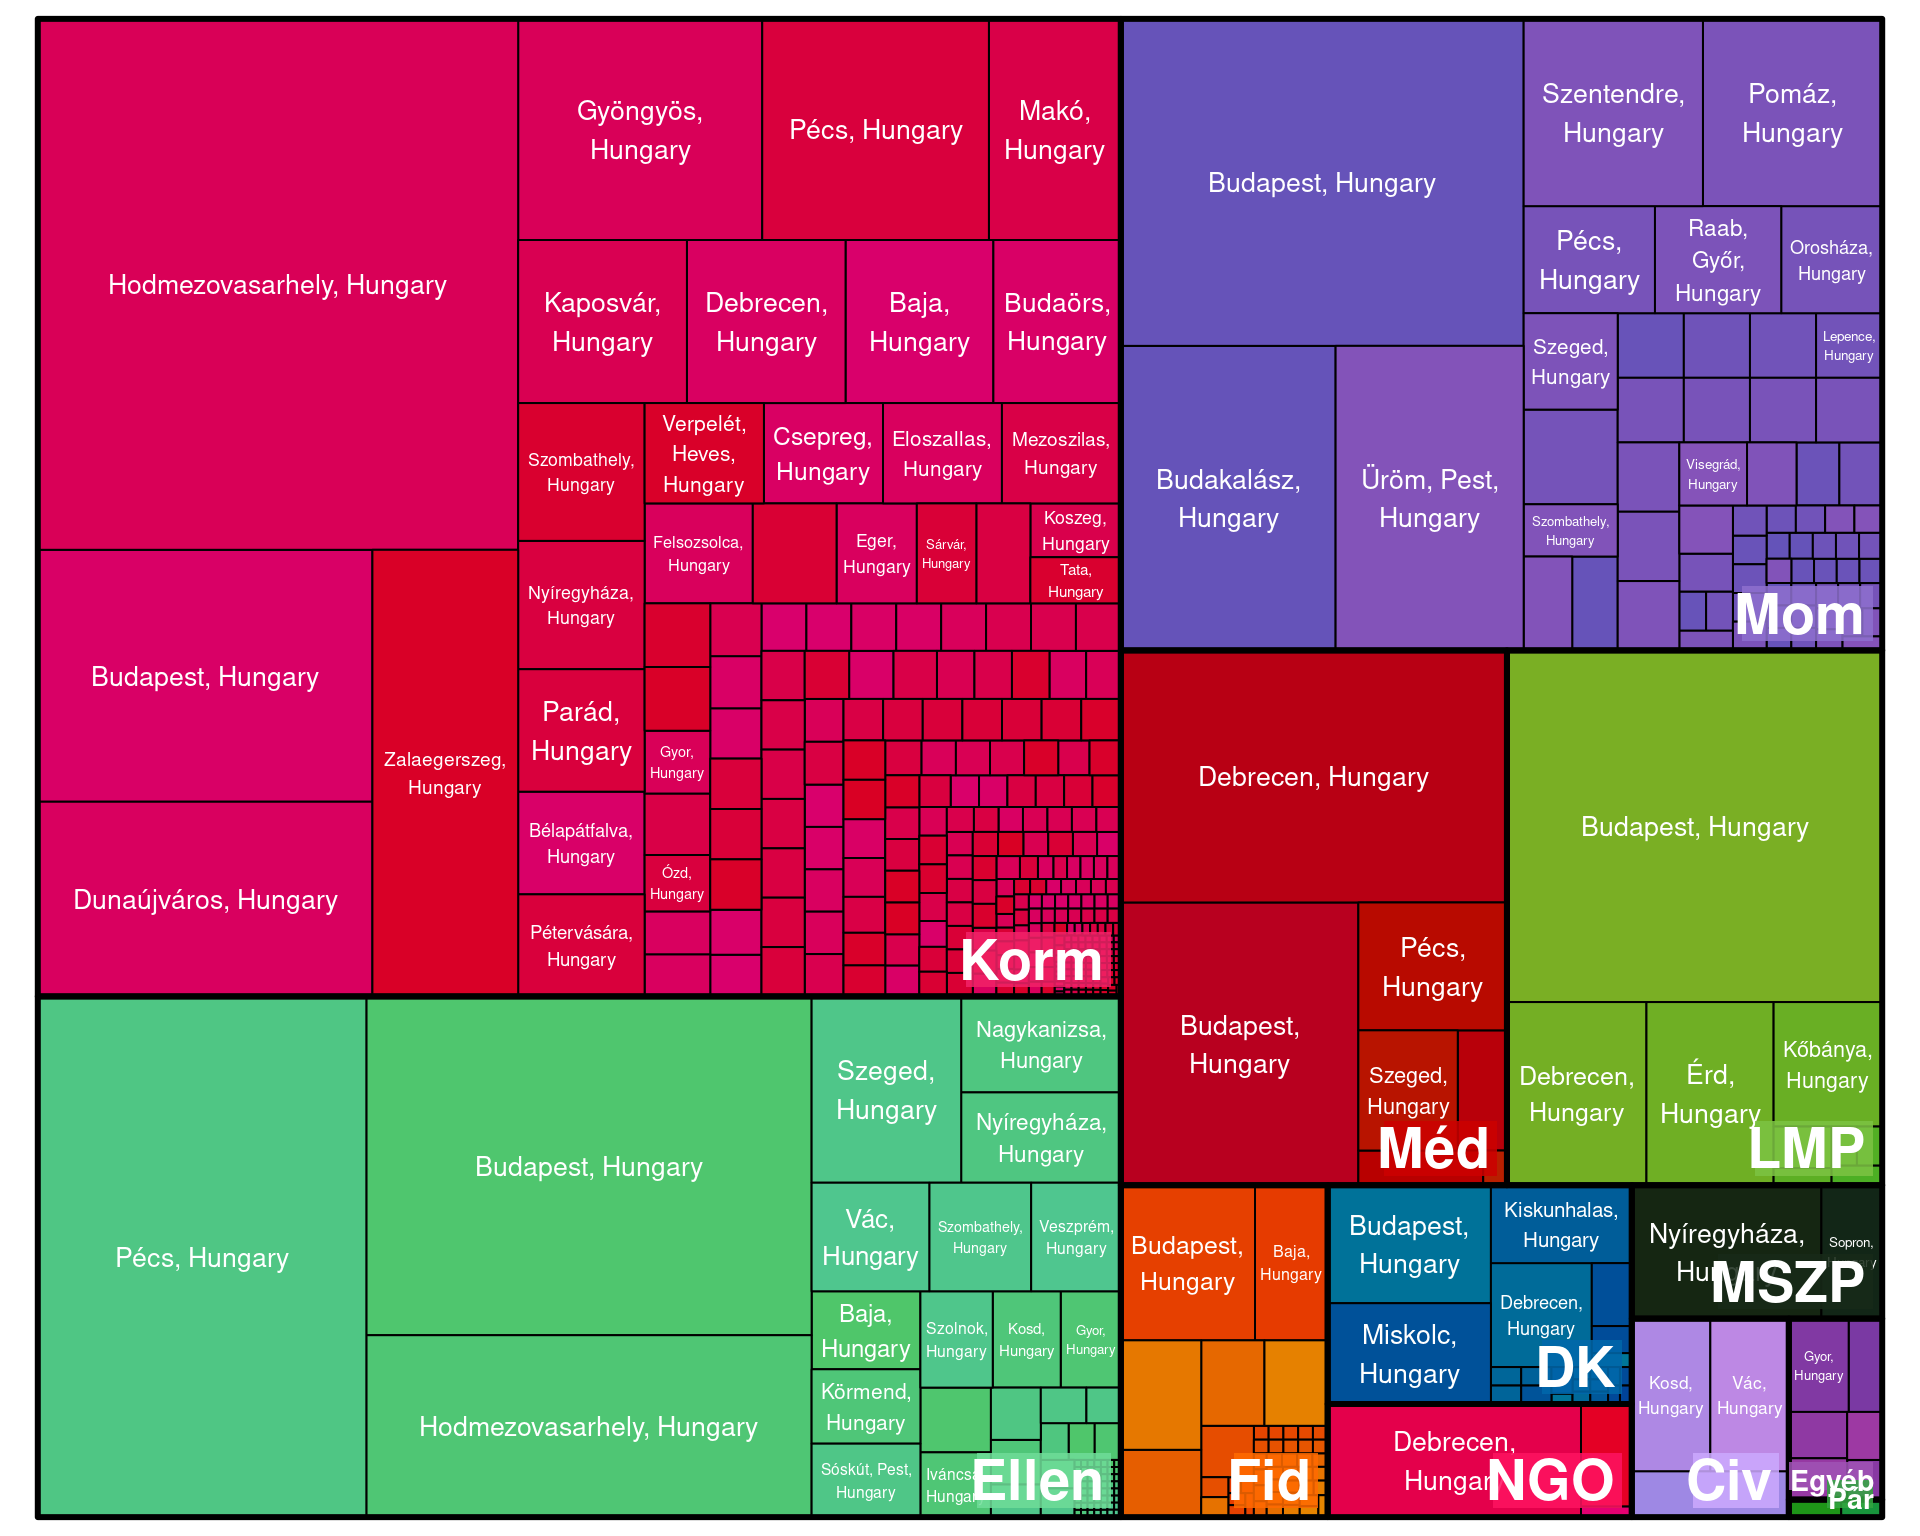 Hodmezovasarhely, Hungary
Budapest, Hungary
Dunaújváros, Hungary
Zalaegerszeg,
Hungary
Gyöngyös,
Hungary
Pécs, Hungary
Makó,
Hungary
Kaposvár,
Hungary
Debrecen,
Hungary
Baja,
Hungary
Budaörs,
Hungary
Szombathely,
Hungary
Nyíregyháza,
Hungary
Parád,
Hungary
Bélapátfalva,
Hungary
Pétervására,
Hungary
Verpelét,
Heves,
Hungary
Csepreg,
Hungary
Eloszallas,
Hungary
Mezoszilas,
Hungary
Felsozsolca,
Hungary
Eger,
Hungary
Sárvár,
Hungary
Koszeg,
Hungary
Tata,
Hungary
Gyor,
Hungary
Ózd,
Hungary
Korm
Budapest, Hungary
Budakalász,
Hungary
Üröm, Pest,
Hungary
Szentendre,
Hungary
Pomáz,
Hungary
Pécs,
Hungary
Raab,
Győr,
Hungary
Orosháza,
Hungary
Szeged,
Hungary
Lepence,
Hungary
Visegrád,
Hungary
Szombathely,
Hungary
Mom
Pécs, Hungary
Budapest, Hungary
Hodmezovasarhely, Hungary
Szeged,
Hungary
Nagykanizsa,
Hungary
Nyíregyháza,
Hungary
Vác,
Hungary
Szombathely,
Hungary
Veszprém,
Hungary
Baja,
Hungary
Szolnok,
Hungary
Kosd,
Hungary
Gyor,
Hungary
Körmend,
Hungary
Sóskút, Pest,
Hungary
Iváncsa
Hungary
Ellen
Debrecen, Hungary
Budapest,
Hungary
Pécs,
Hungary
Szeged,
Hungary
Méd
Budapest, Hungary
Debrecen,
Hungary
Érd,
Hungary
Kőbánya,
Hungary
LMP
Budapest,
Hungary
Baja,
Hungary
Fid
Budapest,
Hungary
Miskolc,
Hungary
Kiskunhalas,
Hungary
Debrecen,
Hungary
DK
Debrecen,
Hungary
NGO
Nyíregyháza,
Sopron,
MSZP
Kosd,
Hungary
Vác,
Hungary
Civ
Gyor,
Hungary
Egyéb
Pár